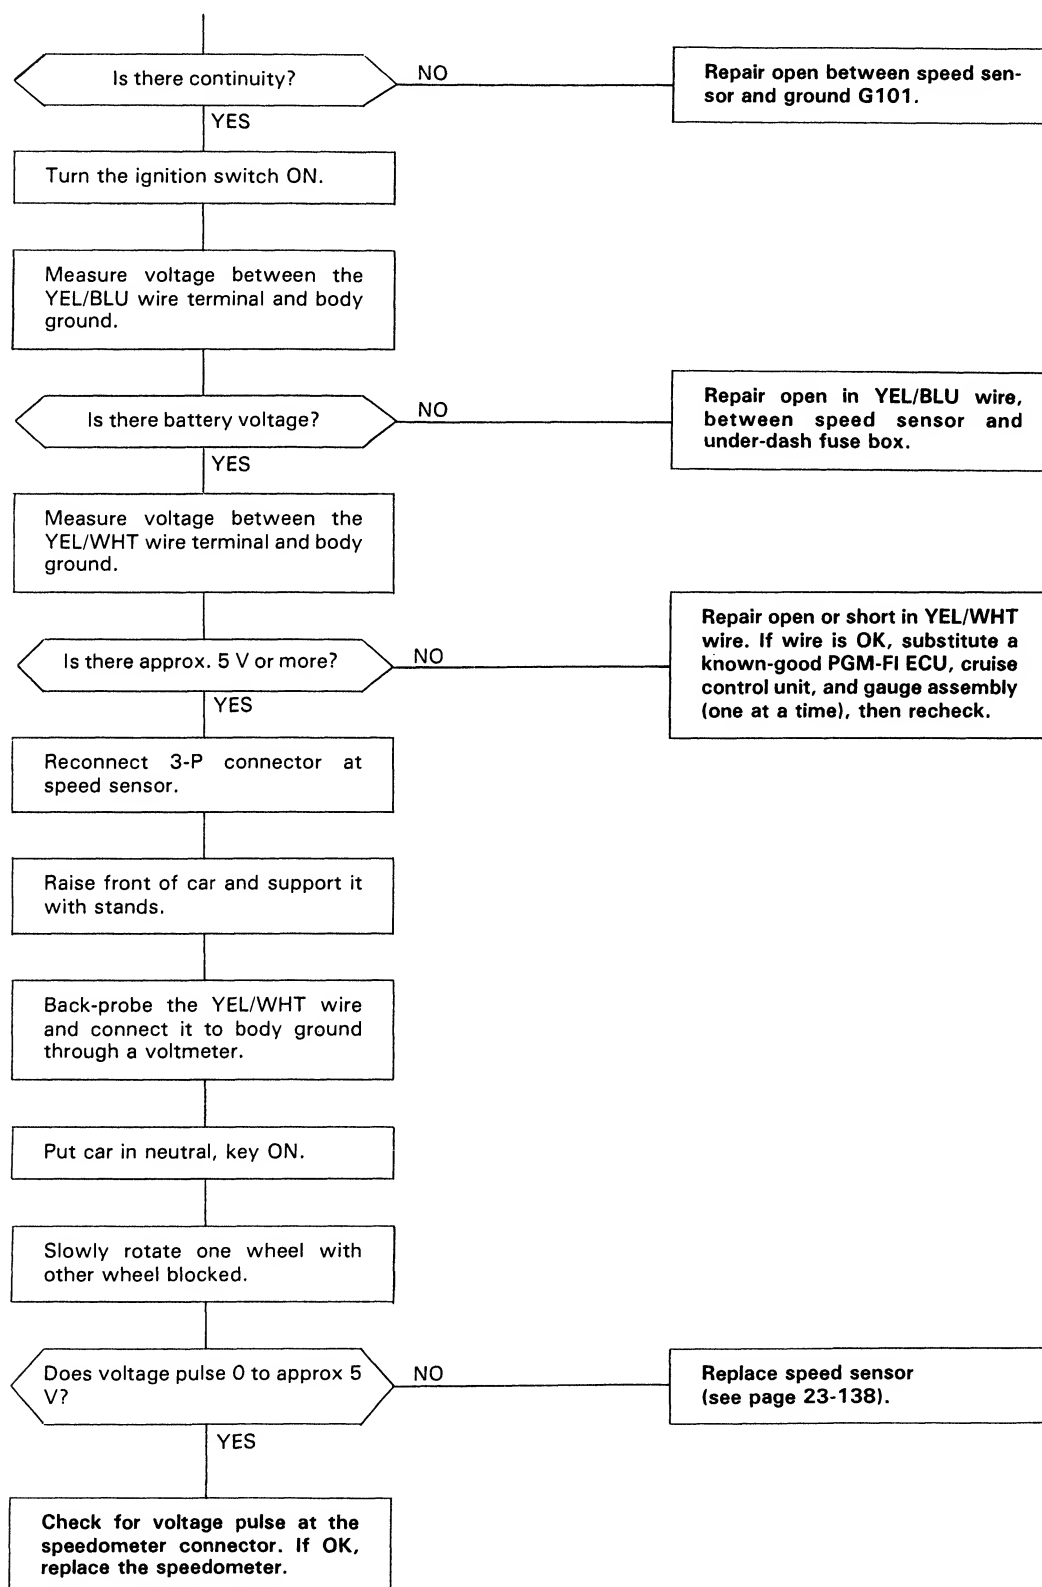 Is there continuity?
NO
Repair open between speed sen-
sor and ground G101.
YES
Turn the ignition switch ON.
Measure voltage between the
YEL/BLU wire terminal and body
ground.
Is there battery voltage?
NO
Repair open in YEL/BLU wire,
between speed sensor and
under-dash fuse box.
YES
Measure voltage between the
YEL/WHT wire terminal and body
ground.
Is there approx. 5 V or more?
NO
Repair open or short in YEL/WHT
wire. If wire is OK, substitute a
known-good PGM-FI ECU, cruise
control unit, and gauge assembly
(one at a time), then recheck.
YES
Reconnect 3-P connector at
speed sensor.
Raise front of car and support it
with stands.
Back-probe the YEL/WHT wire
and connect it to body ground
through a voltmeter.
Put car in neutral, key ON.
Slowly rotate one wheel with
other wheel blocked.
Does voltage pulse 0 to approx 5
V?
NO
Replace speed sensor
(see page 23-138).
YES
Check for voltage pulse at the
speedometer connector. If OK,
replace the speedometer.